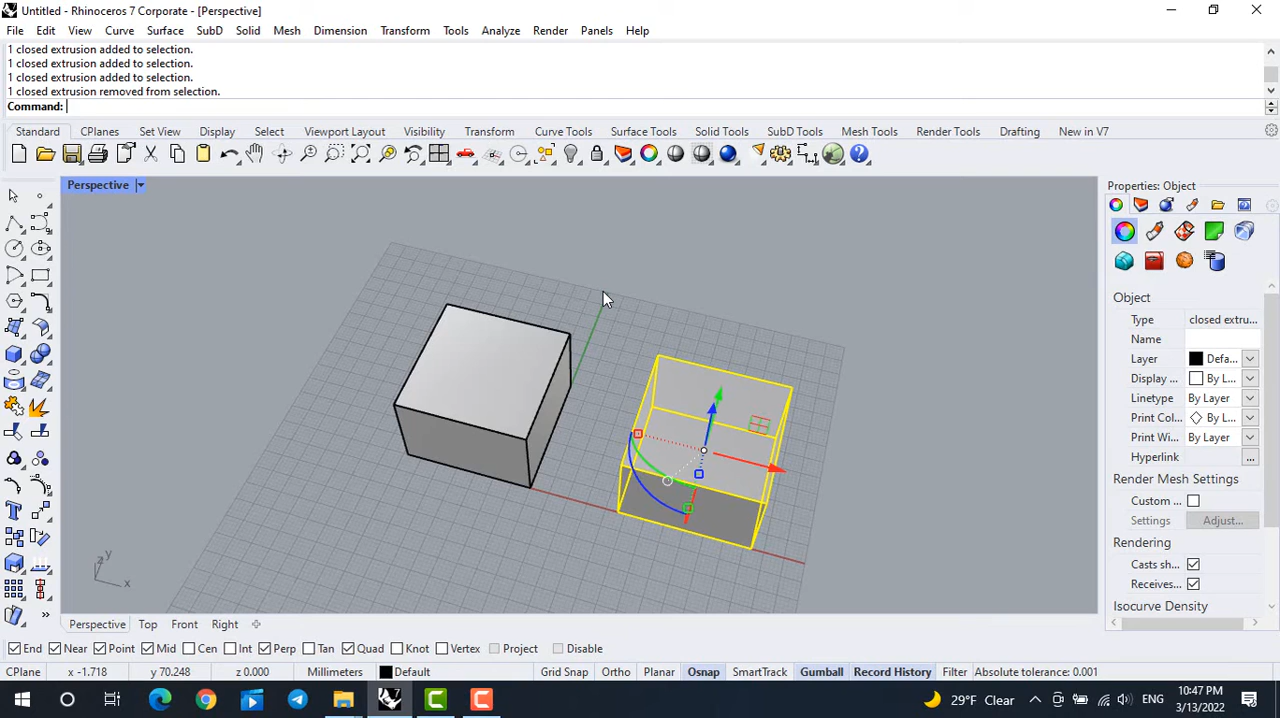 Untitled - Rhinoceros 7 Corporate - [Perspective]
File Edit View Curve Surface SubD Solid Mesh Dimension Transform Tools Analyze Render Panels Help
1 closed extrusion added to selection.
1 closed extrusion added to selection.
1 closed extrusion added to selection.
1 closed extrusion removed from selection.
Command:
Standard CPlanes Set View Display Select Viewport Layout Visibility Transform Curve Tools Surface Tools Solid Tools SubD Tools Mesh Tools Render Tools Drafting New in V7
Perspective
Properties: Object
Object
Type closed extru...
Name
Layer Defa...
Display ... By L...
Linetype By Layer
Print Col... By L...
Print Wi... By Layer
Hyperlink ...
Render Mesh Settings
Custom ...
Settings Adjust...
Rendering
Casts sh...
Receives...
Isocurve Density
z y x
Perspective Top Front Right
End Near Point Mid Cen Int Perp Tan Quad Knot Vertex Project Disable
CPlane x -1.718 y 70.248 z 0.000 Millimeters Default Grid Snap Ortho Planar Osnap SmartTrack Gumball Record History Filter Absolute tolerance: 0.001
29°F Clear ENG 10:47 PM
3/13/2022